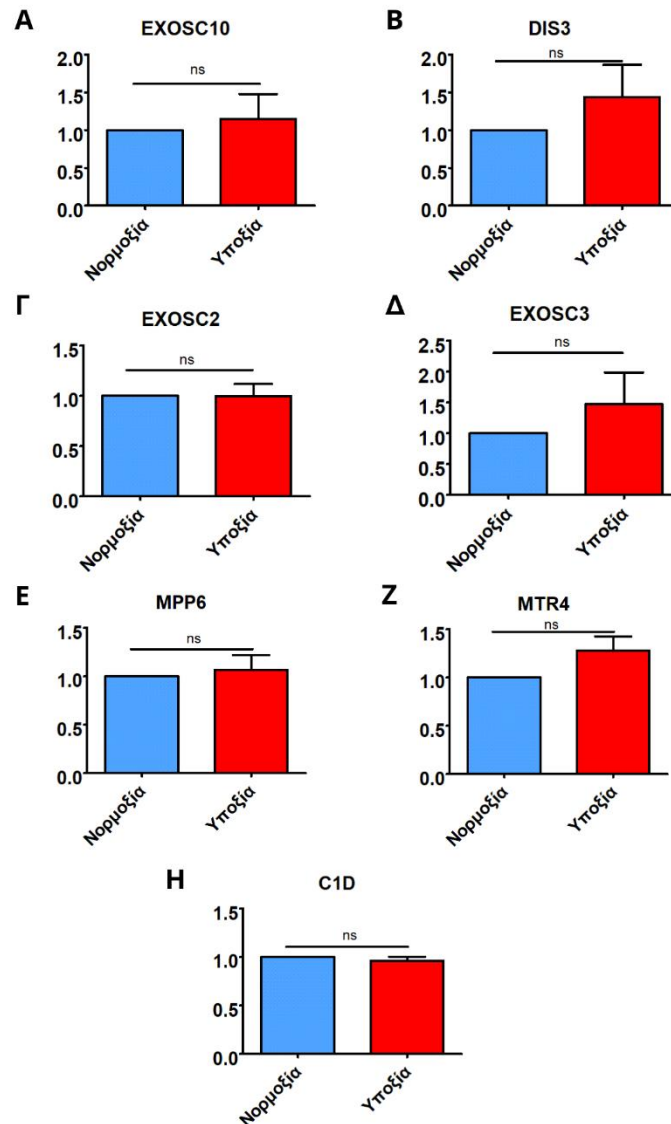 A
EXOSC10
ns
2.0
1.5
1.0
0.5
0.0
Νορμοξία
Υποξία
B
DIS3
ns
2.0
1.5
1.0
0.5
0.0
Νορμοξία
Υποξία
Γ
EXOSC2
ns
1.5
1.0
0.5
0.0
Νορμοξία
Υποξία
Δ
EXOSC3
ns
2.5
2.0
1.5
1.0
0.5
0.0
Νορμοξία
Υποξία
Ε
MPP6
ns
1.5
1.0
0.5
0.0
Νορμοξία
Υποξία
Ζ
MTR4
ns
1.5
1.0
0.5
0.0
Νορμοξία
Υποξία
Η
C1D
ns
1.5
1.0
0.5
0.0
Νορμοξία
Υποξία